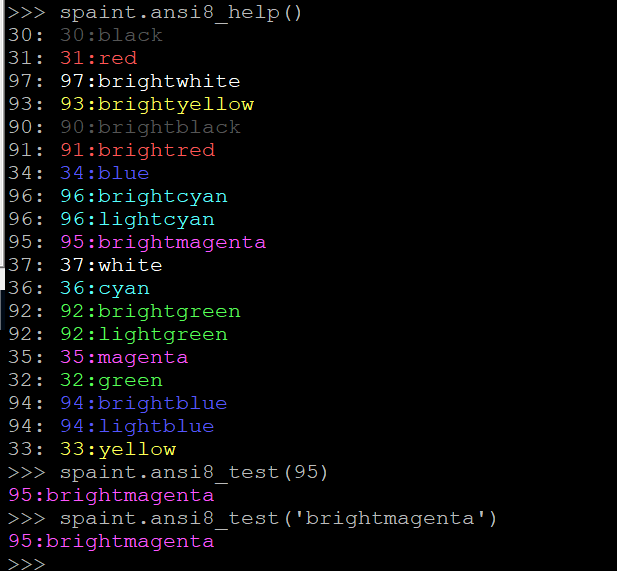 >>> spaint.ansi8_help()
30: 30:black
31: 31:red
97: 97:brightwhite
93: 93:brightyellow
90: 90:brightblack
91: 91:brightred
34: 34:blue
96: 96:brightcyan
96: 96:lightcyan
95: 95:brightmagenta
37: 37:white
36: 36:cyan
92: 92:brightgreen
92: 92:lightgreen
35: 35:magenta
32: 32:green
94: 94:brightblue
94: 94:lightblue
33: 33:yellow
>>> spaint.ansi8_test(95)
95:brightmagenta
>>> spaint.ansi8_test('brightmagenta')
95:brightmagenta
>>>